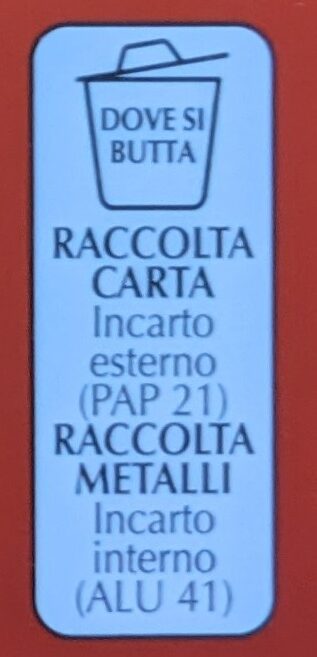 DOVE SI
BUTTA
RACCOLTA
CARTA
Incarto
esterno
(PAP 21)
RACCOLTA
METALLI
Incarto
interno
(ALU 41)